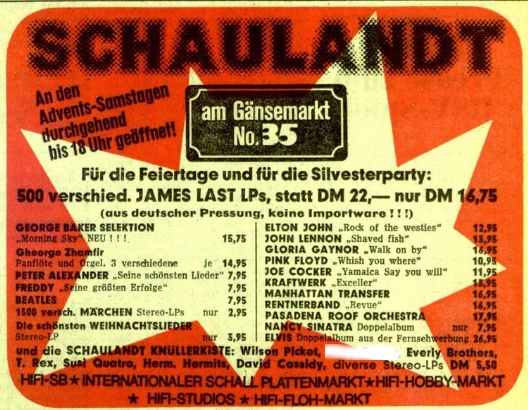 SCHAULANDT
An den
Advents-Samstagen
durchgehend
bis 18 Uhr geöffnet!
am Gänsemarkt
No. 35
Für die Feiertage und für die Silvesterparty:
500 verschied. JAMES LAST LPs, statt DM 22,— nur DM 16,75
(aus deutscher Pressung, keine Importware ! ! !)
GEORGE BAKER SELEKTION
„Morning Sky" NEU ! ! ! 15,75
Gheorge Zhamfir
Panflöte und Orgel, 3 verschiedene je 14,95
PETER ALEXANDER „Seine schönsten Lieder" 7,95
FREDDY „Seine größten Erfolge" 7,95
BEATLES 7,95
1500 versch. MÄRCHEN Stereo-LPs nur 2,95
Die schönsten WEIHNACHTSLIEDER
Stereo-LP nur 3,95
ELTON JOHN „Rock of the westies" 12,95
JOHN LENNON „Shaved fish" 15,95
GLORIA GAYNOR „Walk on by" 16,95
PINK FLOYD „Whish you where" 10,95
JOE COCKER „Yamaica Say you will" 11,95
KRAFTWERK „Exceller" 15,95
MANHATTAN TRANSFER 16,95
RENTNERBAND „Revue" 16,95
PASADENA ROOF ORCHESTRA 17,95
NANCY SINATRA Doppelalbum nur 7,95
ELVIS Doppelalbum aus der Fernsehwerbung 26,95
und die SCHAULANDT KNÜLLERKISTE: Wilson Picket, Everly Brothers,
T. Rex, Susi Quatro, Herm. Hermits, David Cassidy, diverse Stereo-LPs DM 5,50
HIFI-SB ★ INTERNATIONALER SCHALLPLATTENMARKT ★ HIFI-HOBBY-MARKT
★ HIFI-STUDIOS ★ HIFI-FLOH-MARKT